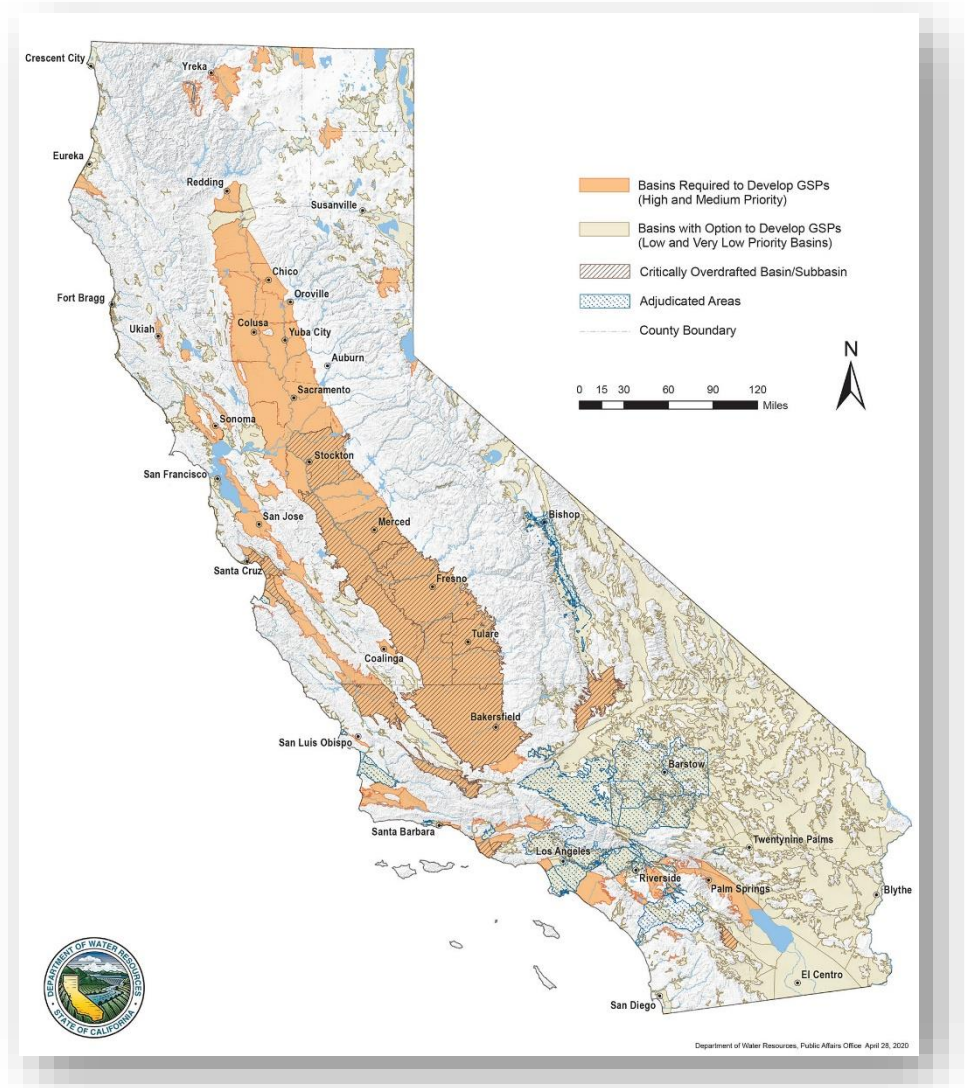 Crescent City
Yreka
Eureka
Redding
Susanville
Basins Required to Develop GSPs
(High and Medium Priority)
Basins with Option to Develop GSPs
(Low and Very Low Priority Basins)
Critically Overdrafted Basin/Subbasin
Adjudicated Areas
County Boundary
Chico
Fort Bragg
Oroville
Ukiah
Colusa
Yuba City
Auburn
N
0 15 30 60 90 120
Miles
Sacramento
Sonoma
Stockton
San Francisco
San Jose
Merced
Bishop
Santa Cruz
Fresno
Tulare
Coalinga
Bakersfield
San Luis Obispo
Barstow
Santa Barbara
Los Angeles
Twentynine Palms
Riverside
Palm Springs
Blythe
El Centro
San Diego
DEPARTMENT OF WATER RESOURCES
STATE OF CALIFORNIA
Department of Water Resources, Public Affairs Office April 28, 2020